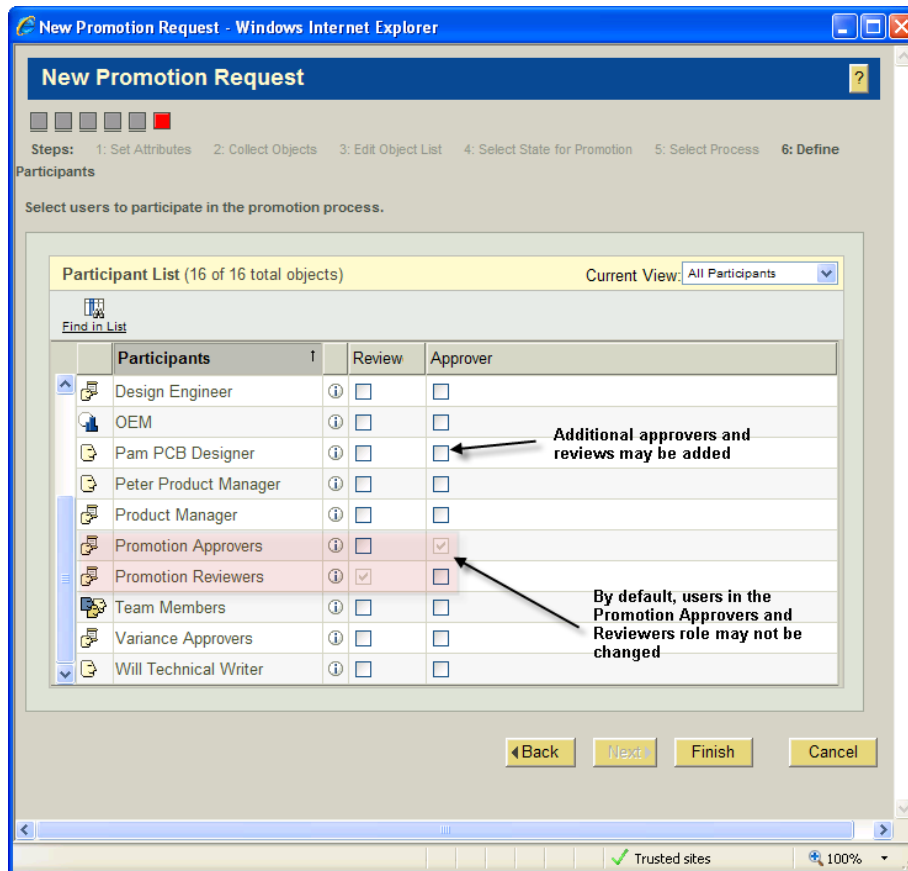 New Promotion Request - Windows Internet Explorer
New Promotion Request
?
Steps: 1: Set Attributes 2: Collect Objects 3: Edit Object List 4: Select State for Promotion 5: Select Process 6: Define
Participants
Select users to participate in the promotion process.
Participant List (16 of 16 total objects)
Current View: All Participants
Find in List
Participants ↑ Review Approver
Design Engineer
OEM
Pam PCB Designer
Peter Product Manager
Product Manager
Promotion Approvers
Promotion Reviewers
Team Members
Variance Approvers
Will Technical Writer
Additional approvers and
reviews may be added
By default, users in the
Promotion Approvers and
Reviewers role may not be
changed
Back Next Finish Cancel
Trusted sites 100%